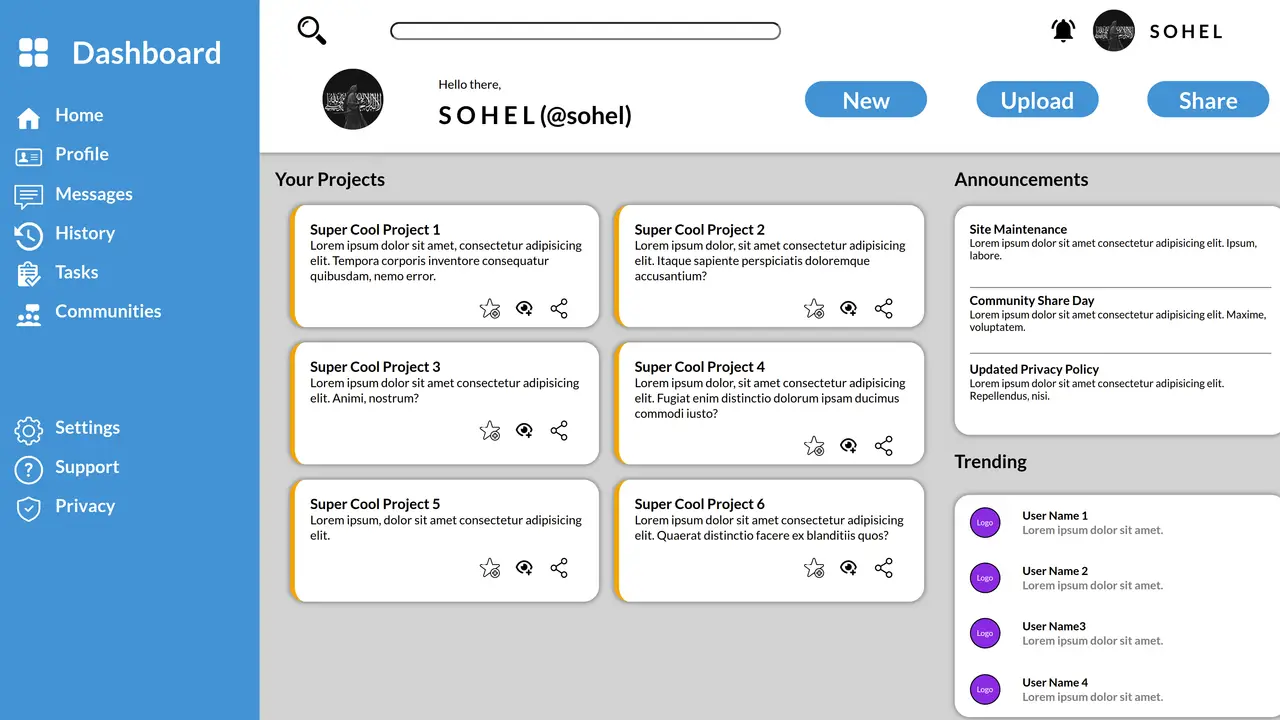 Dashboard
Home
Profile
Messages
History
Tasks
Communities
Settings
Support
Privacy
S O H E L
Hello there,
S O H E L (@sohel)
New
Upload
Share
Your Projects
Super Cool Project 1
Lorem ipsum dolor sit amet, consectetur adipisicing
elit. Tempora corporis inventore consequatur
quibusdam, nemo error.
Super Cool Project 2
Lorem ipsum dolor, sit amet consectetur adipisicing
elit. Itaque sapiente perspiciatis doloremque
accusantium?
Super Cool Project 3
Lorem ipsum dolor sit amet consectetur adipisicing
elit. Animi, nostrum?
Super Cool Project 4
Lorem ipsum dolor, sit amet consectetur adipisicing
elit. Fugiat enim distinctio dolorum ipsam ducimus
commodi iusto?
Super Cool Project 5
Lorem ipsum, dolor sit amet consectetur adipisicing
elit.
Super Cool Project 6
Lorem ipsum dolor sit amet consectetur adipisicing
elit. Quaerat distinctio facere ex blanditiis quos?
Announcements
Site Maintenance
Lorem ipsum dolor sit amet consectetur adipisicing elit. Ipsum,
labore.
Community Share Day
Lorem ipsum dolor sit amet consectetur adipisicing elit. Maxime,
voluptatem.
Updated Privacy Policy
Lorem ipsum dolor sit amet consectetur adipisicing elit.
Repellendus, nisi.
Trending
Logo
User Name 1
Lorem ipsum dolor sit amet.
Logo
User Name 2
Lorem ipsum dolor sit amet.
Logo
User Name3
Lorem ipsum dolor sit amet.
Logo
User Name 4
Lorem ipsum dolor sit amet.